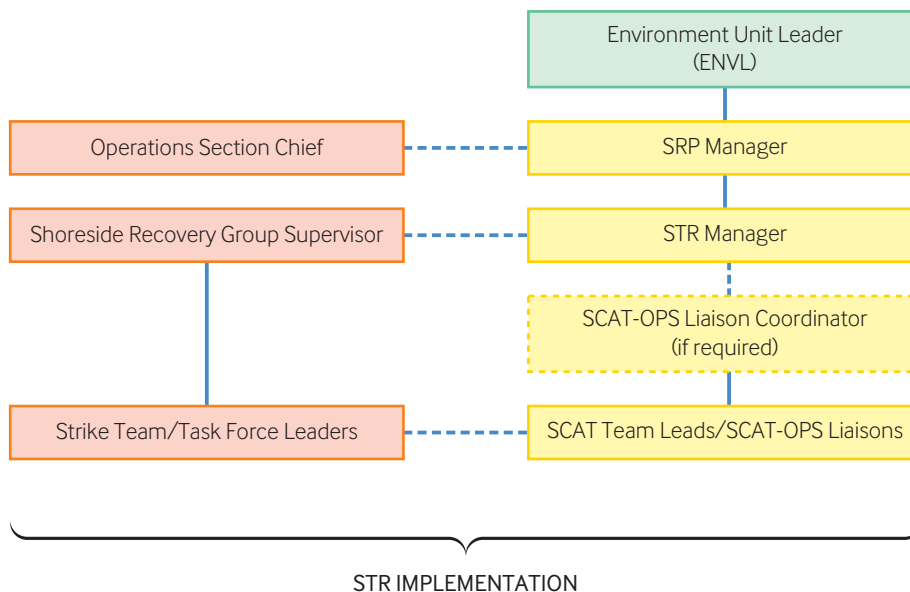 Environment Unit Leader
(ENVL)
Operations Section Chief
SRP Manager
Shoreside Recovery Group Supervisor
STR Manager
SCAT-OPS Liaison Coordinator
(if required)
Strike Team/Task Force Leaders
SCAT Team Leads/SCAT-OPS Liaisons
STR IMPLEMENTATION